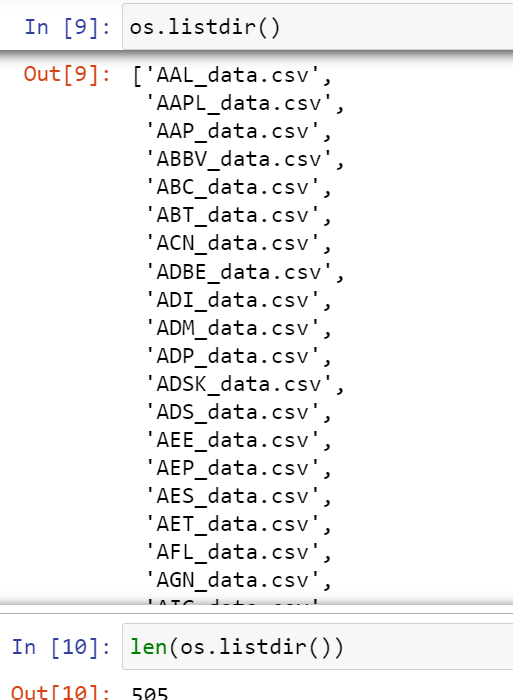 In [9]: os.listdir()
Out[9]: ['AAL_data.csv',
'AAPL_data.csv',
'AAP_data.csv',
'ABBV_data.csv',
'ABC_data.csv',
'ABT_data.csv',
'ACN_data.csv',
'ADBE_data.csv',
'ADI_data.csv',
'ADM_data.csv',
'ADP_data.csv',
'ADSK_data.csv',
'ADS_data.csv',
'AEE_data.csv',
'AEP_data.csv',
'AES_data.csv',
'AET_data.csv',
'AFL_data.csv',
'AGN_data.csv',
In [10]: len(os.listdir())
Out[10]: 505